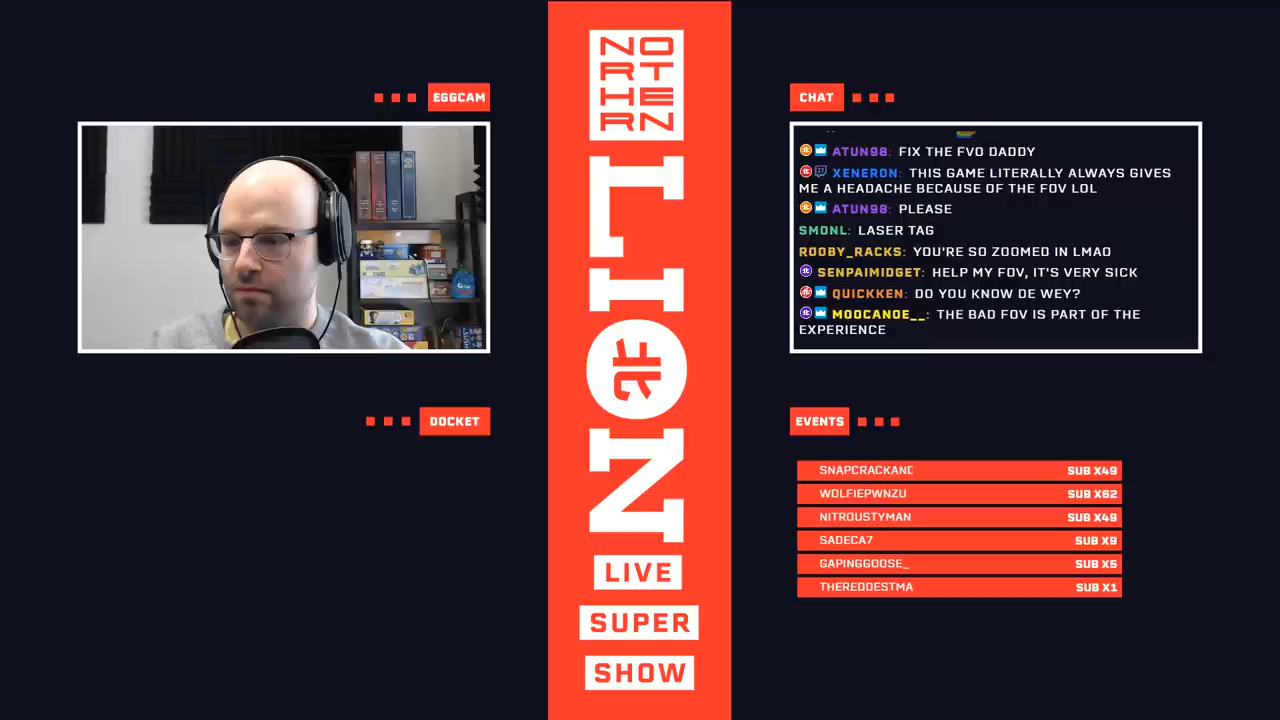 EGGCAM
DOCKET
NO
RT
HE
RN
LION
LIVE
SUPER
SHOW
CHAT
ATUN98: FIX THE FVO DADDY
XENERON: THIS GAME LITERALLY ALWAYS GIVES
ME A HEADACHE BECAUSE OF THE FOV LOL
ATUN98: PLEASE
SMONL: LASER TAG
ROOBY_RACKS: YOU'RE SO ZOOMED IN LMAO
SENPAIMIDGET: HELP MY FOV, IT'S VERY SICK
QUICKKEN: DO YOU KNOW DE WEY?
MOOCANOE__: THE BAD FOV IS PART OF THE
EXPERIENCE
EVENTS
SNAPCRACKAND SUB X49
WOLFIEPWNZU SUB X62
NITROUSTYMAN SUB X49
SADECA7 SUB X9
GAPINGGOOSE_ SUB X5
THEREDDESTMA SUB X1